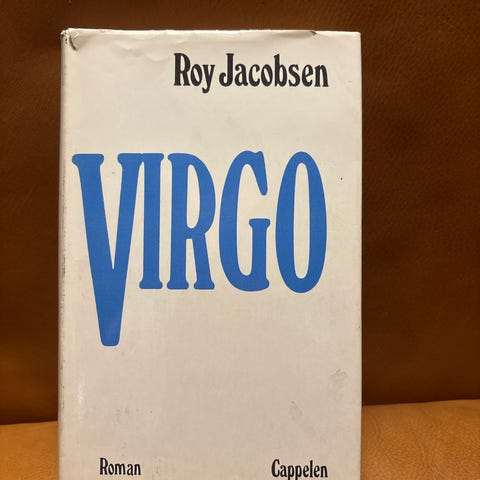 Roy Jacobsen
VIRGO
Roman Cappelen